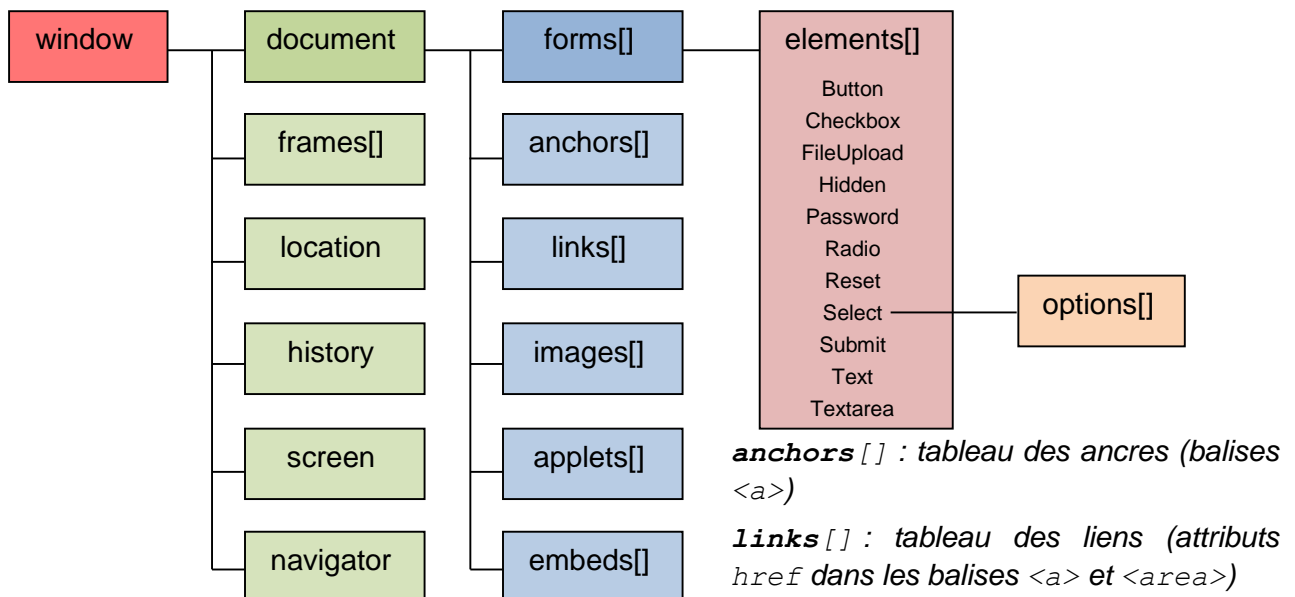 window
document
forms[]
elements[]
frames[]
anchors[]
location
links[]
history
images[]
screen
applets[]
navigator
embeds[]
Button
Checkbox
FileUpload
Hidden
Password
Radio
Reset
Select
Submit
Text
Textarea
options[]
anchors[] : tableau des ancres (balises
<a>)
links[] : tableau des liens (attributs
href dans les balises <a> et <area>)